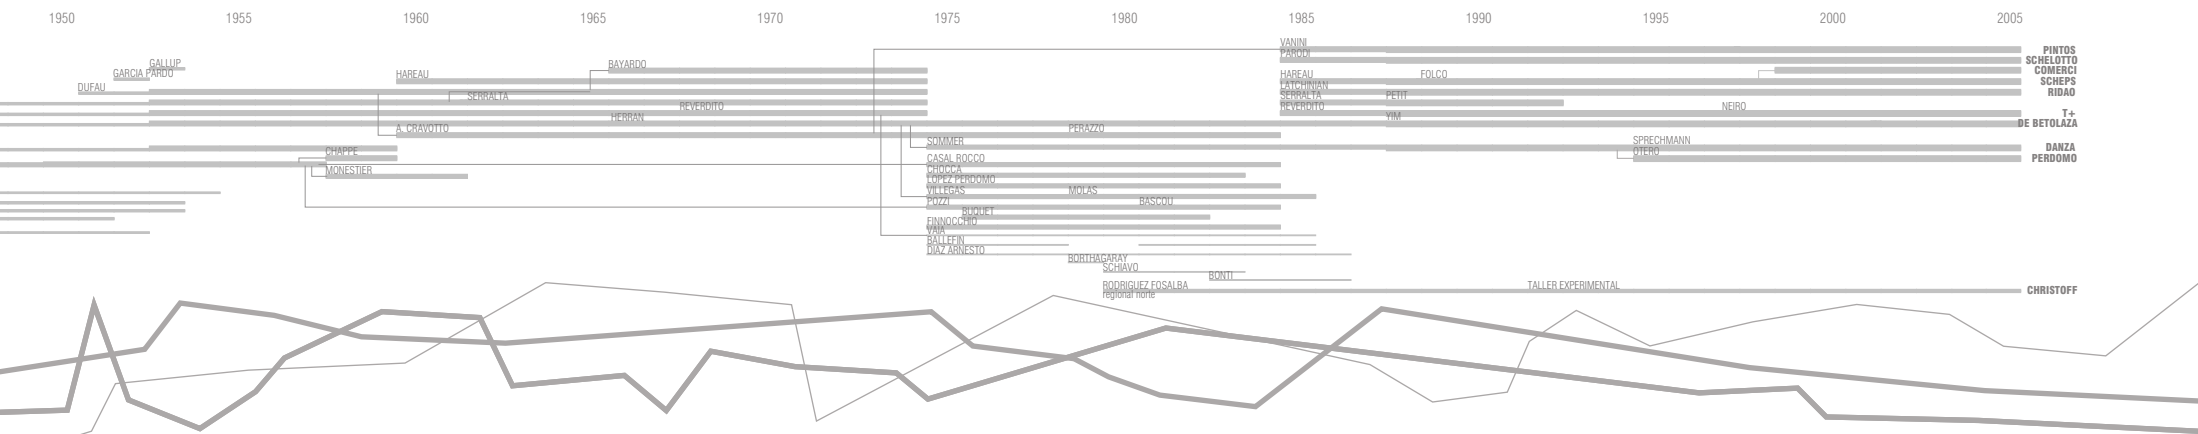 1950 1955 1960 1965 1970 1975 1980 1985 1990 1995 2000 2005
VANINI
PINTOS
PARODI
SCHELOTTO
GALLUP
BAYARDO
COMERCI
GARCIA PARDO
HAREAU
HAREAU
FOLCO
SCHEPS
DUFAU
LATCHINIAN
RIDAO
SERRALTA
SERRALTA
PETIT
REVERDITO
REVERDITO
NEIRO
T+
HERRAN
YIM
DE BETOLAZA
A. CRAVOTTO
PERAZZO
SOMMER
SPRECHMANN
DANZA
CHAPPE
OTERO
PERDOMO
CASAL ROCCO
MONESTIER
CHOCCA
LOPEZ PERDOMO
VILLEGAS
MOLAS
POZZI
BASCOU
BUQUET
FINNOCCHIO
VAIA
BALLEFIN
DIAZ ARNESTO
BORTHAGARAY
SCHIAVO
BONTI
RODRIGUEZ FOSALBA
TALLER EXPERIMENTAL
CHRISTOFF
regional norte